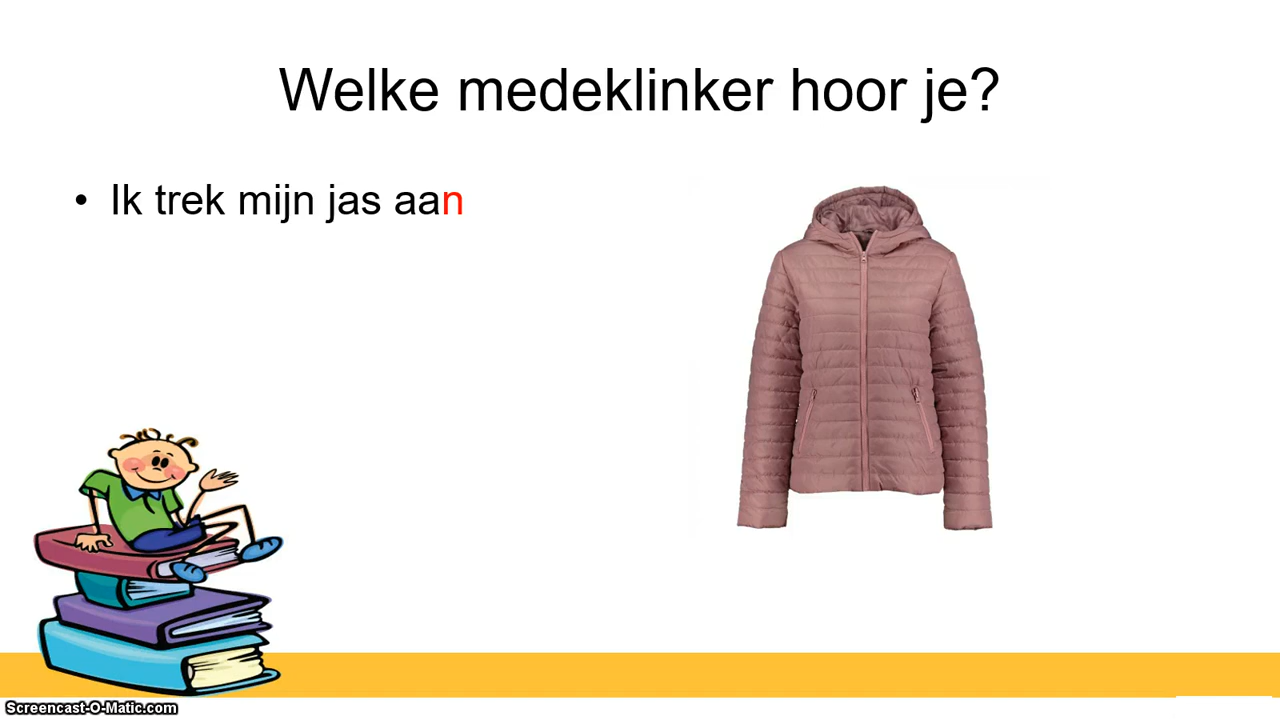 Welke medeklinker hoor je?
• Ik trek mijn jas aan
Screencast-O-Matic.com